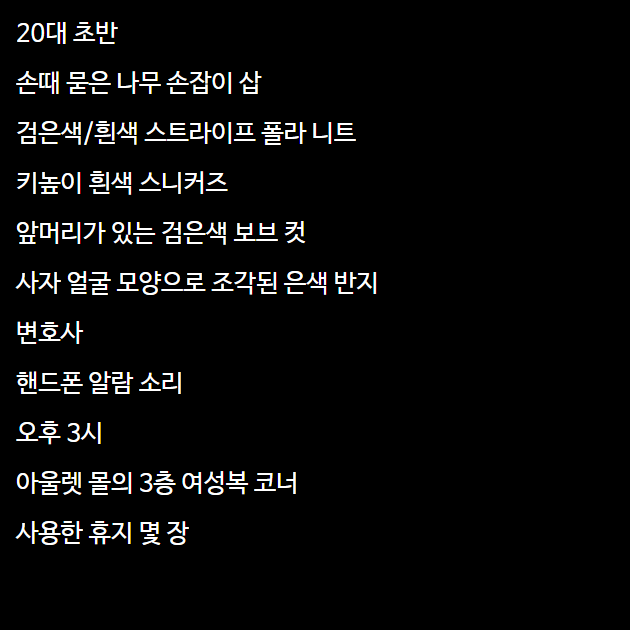 20대 초반
손때 묻은 나무 손잡이 삽
검은색/흰색 스트라이프 폴라 니트
키높이 흰색 스니커즈
앞머리가 있는 검은색 보브 컷
사자 얼굴 모양으로 조각된 은색 반지
변호사
핸드폰 알람 소리
오후 3시
아울렛 몰의 3층 여성복 코너
사용한 휴지 몇 장